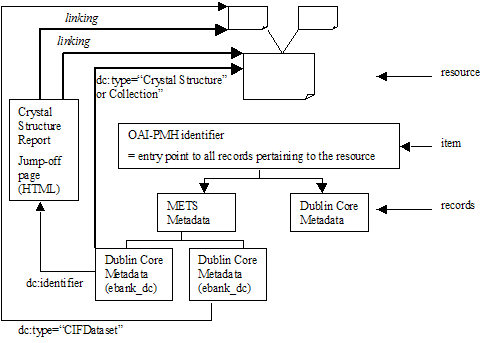 linking
linking
dc:type="Crystal Structure"
or Collection"
resource
Crystal
Structure
Report
Jump-off
page
(HTML)
OAI-PMH identifier
= entry point to all records pertaining to the resource
item
METS
Metadata
Dublin Core
Metadata
records
Dublin Core
Metadata
(ebank_dc)
Dublin Core
Metadata
(ebank_dc)
dc:identifier
dc:type="CIFDataset"